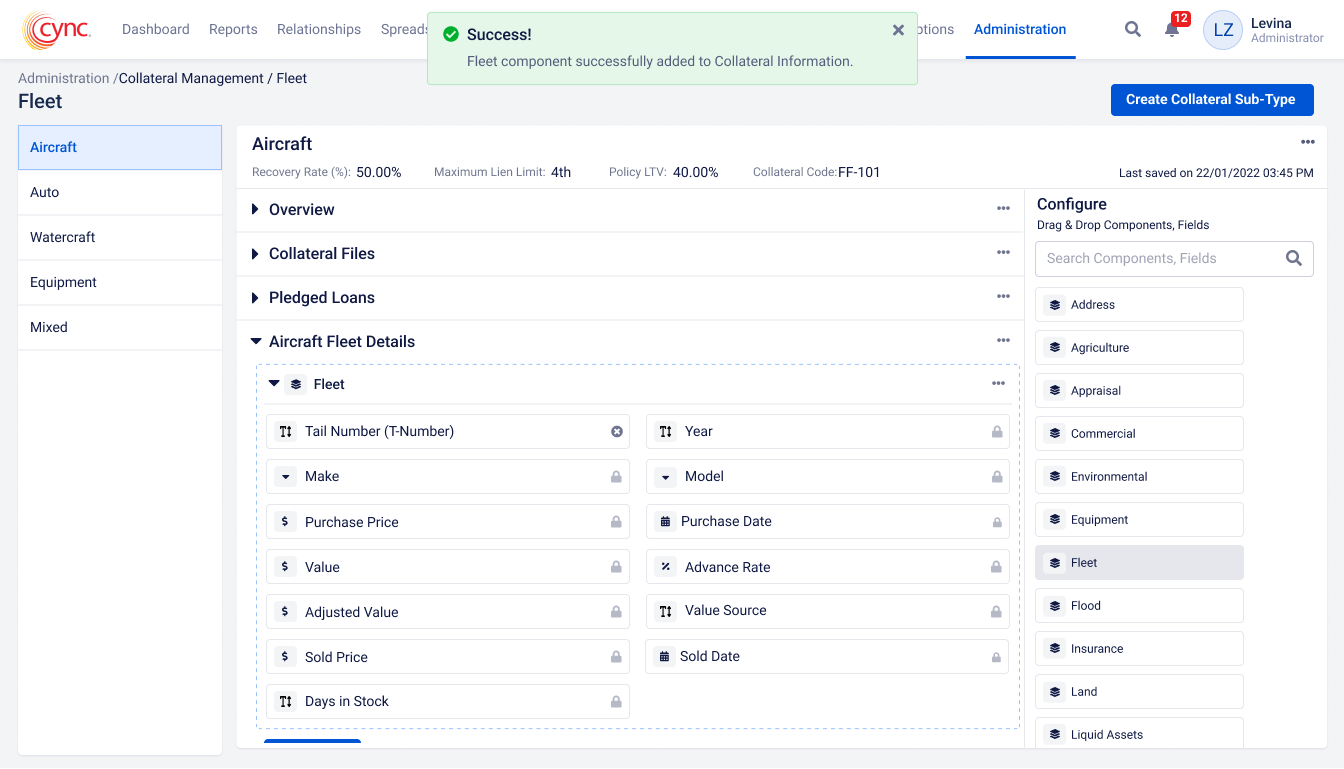 cync
Dashboard
Reports
Relationships
Spreads
Success!
Fleet component successfully added to Collateral Information.
Administration
12
LZ
Levina
Administrator
Administration /Collateral Management / Fleet
Fleet
Create Collateral Sub-Type
Aircraft
Auto
Watercraft
Equipment
Mixed
Aircraft
Recovery Rate (%): 50.00%
Maximum Lien Limit: 4th
Policy LTV: 40.00%
Collateral Code:FF-101
Last saved on 22/01/2022 03:45 PM
Overview
Collateral Files
Pledged Loans
Aircraft Fleet Details
Fleet
Tail Number (T-Number)
Year
Make
Model
Purchase Price
Purchase Date
Value
Advance Rate
Adjusted Value
Value Source
Sold Price
Sold Date
Days in Stock
Configure
Drag & Drop Components, Fields
Search Components, Fields
Address
Agriculture
Appraisal
Commercial
Environmental
Equipment
Fleet
Flood
Insurance
Land
Liquid Assets